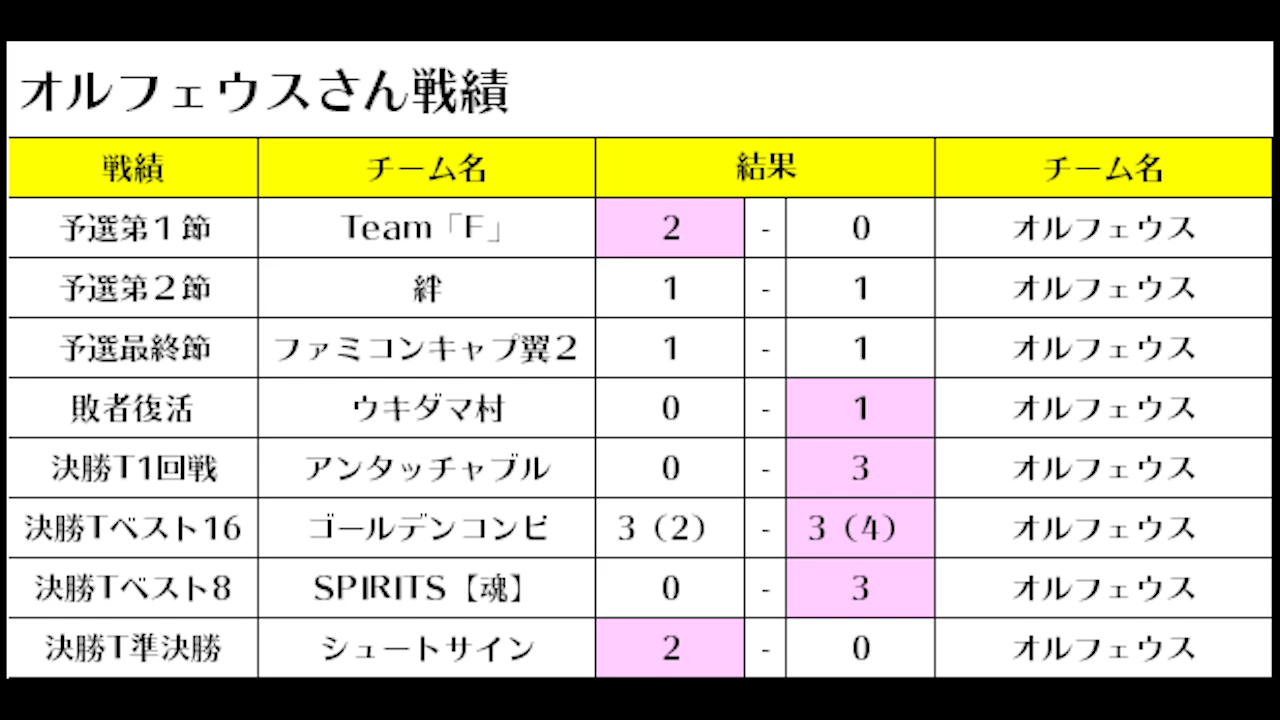 オルフェウスさん戦績
戦績 チーム名 結果 チーム名
予選第１節 Team「F」 2 - 0 オルフェウス
予選第２節 絆 1 - 1 オルフェウス
予選最終節 ファミコンキャプ翼２ 1 - 1 オルフェウス
敗者復活 ウキダマ村 0 - 1 オルフェウス
決勝T1回戦 アンタッチャブル 0 - 3 オルフェウス
決勝Tベスト16 ゴールデンコンビ 3（2） - 3（4） オルフェウス
決勝Tベスト8 SPIRITS【魂】 0 - 3 オルフェウス
決勝T準決勝 シュートサイン 2 - 0 オルフェウス